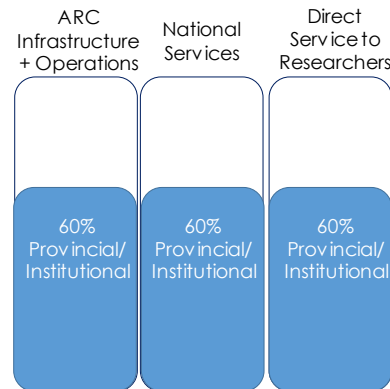 ARC
Infrastructure
+ Operations
National
Services
Direct
Service to
Researchers
60%
Provincial/
Institutional
60%
Provincial/
Institutional
60%
Provincial/
Institutional